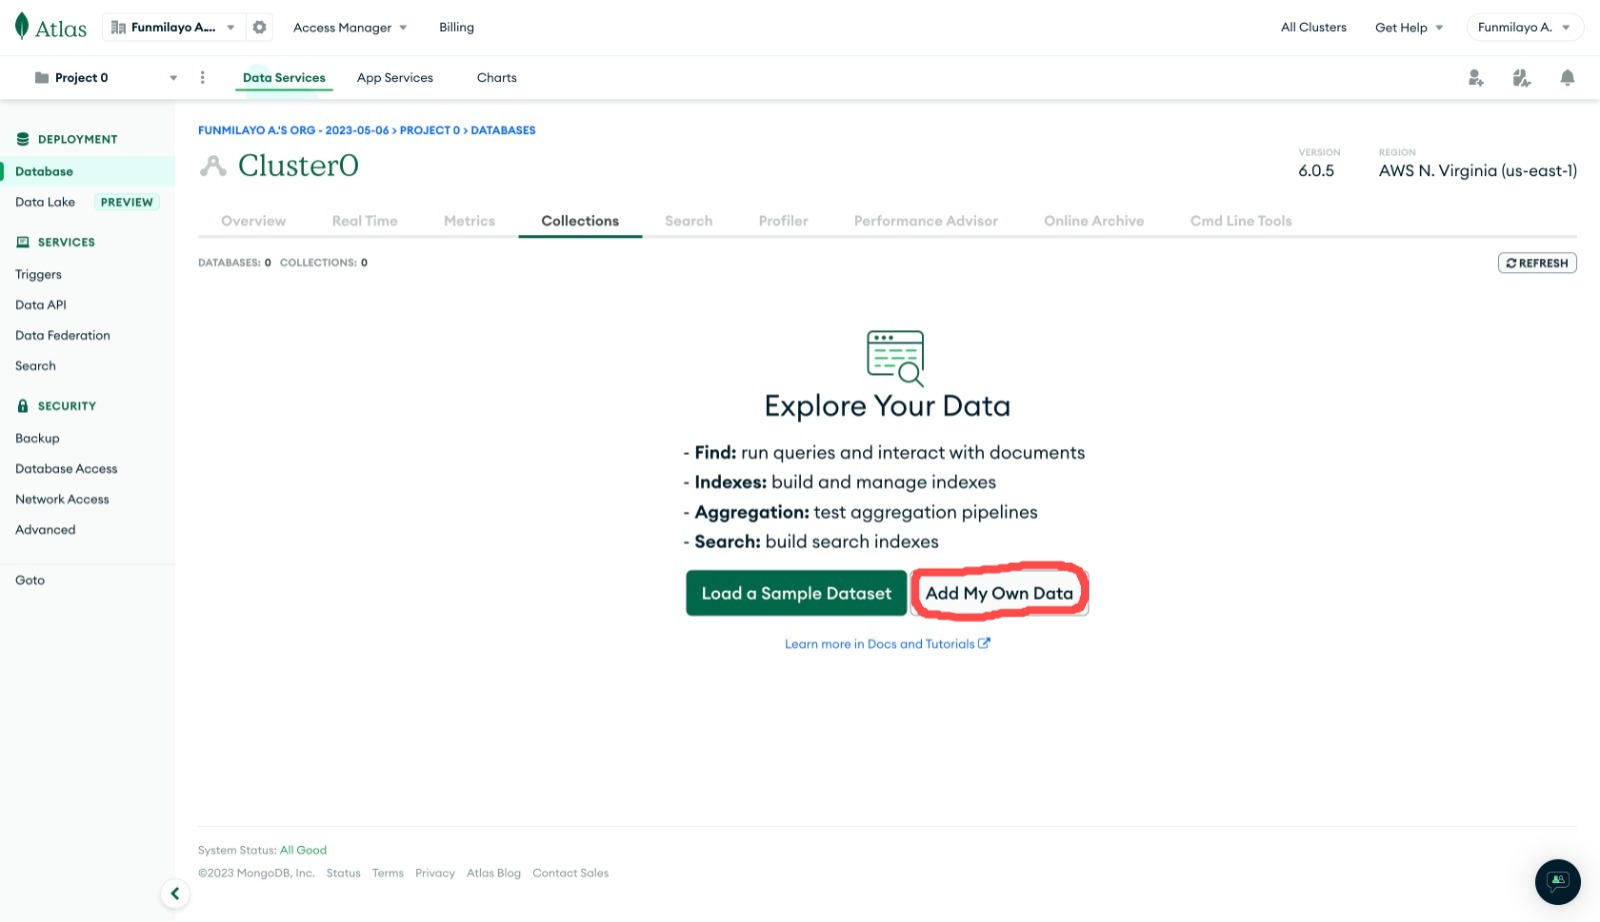 Atlas
Funmilayo A....
Access Manager
Billing
All Clusters
Get Help
Funmilayo A.
Project 0
Data Services
App Services
Charts
DEPLOYMENT
Database
Data Lake PREVIEW
SERVICES
Triggers
Data API
Data Federation
Search
SECURITY
Backup
Database Access
Network Access
Advanced
Goto
FUNMILAYO A.'S ORG - 2023-05-06 > PROJECT 0 > DATABASES
Cluster0
VERSION
6.0.5
REGION
AWS N. Virginia (us-east-1)
Overview
Real Time
Metrics
Collections
Search
Profiler
Performance Advisor
Online Archive
Cmd Line Tools
DATABASES: 0 COLLECTIONS: 0
REFRESH
Explore Your Data
- Find: run queries and interact with documents
- Indexes: build and manage indexes
- Aggregation: test aggregation pipelines
- Search: build search indexes
Load a Sample Dataset
Add My Own Data
Learn more in Docs and Tutorials
System Status: All Good
©2023 MongoDB, Inc. Status Terms Privacy Atlas Blog Contact Sales